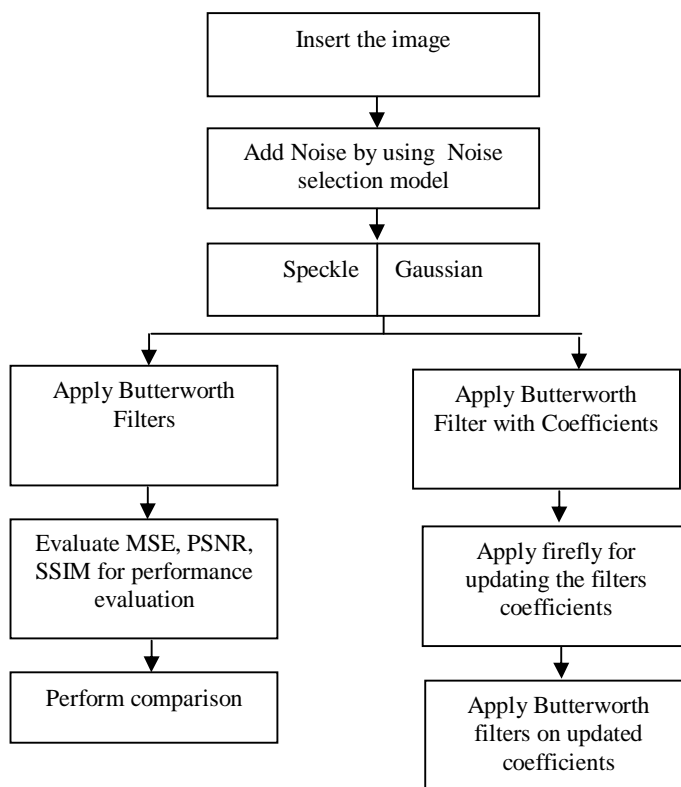 Insert the image
Add Noise by using Noise
selection model
Speckle
Gaussian
Apply Butterworth
Filters
Evaluate MSE, PSNR,
SSIM for performance
evaluation
Perform comparison
Apply Butterworth
Filter with Coefficients
Apply firefly for
updating the filters
coefficients
Apply Butterworth
filters on updated
coefficients